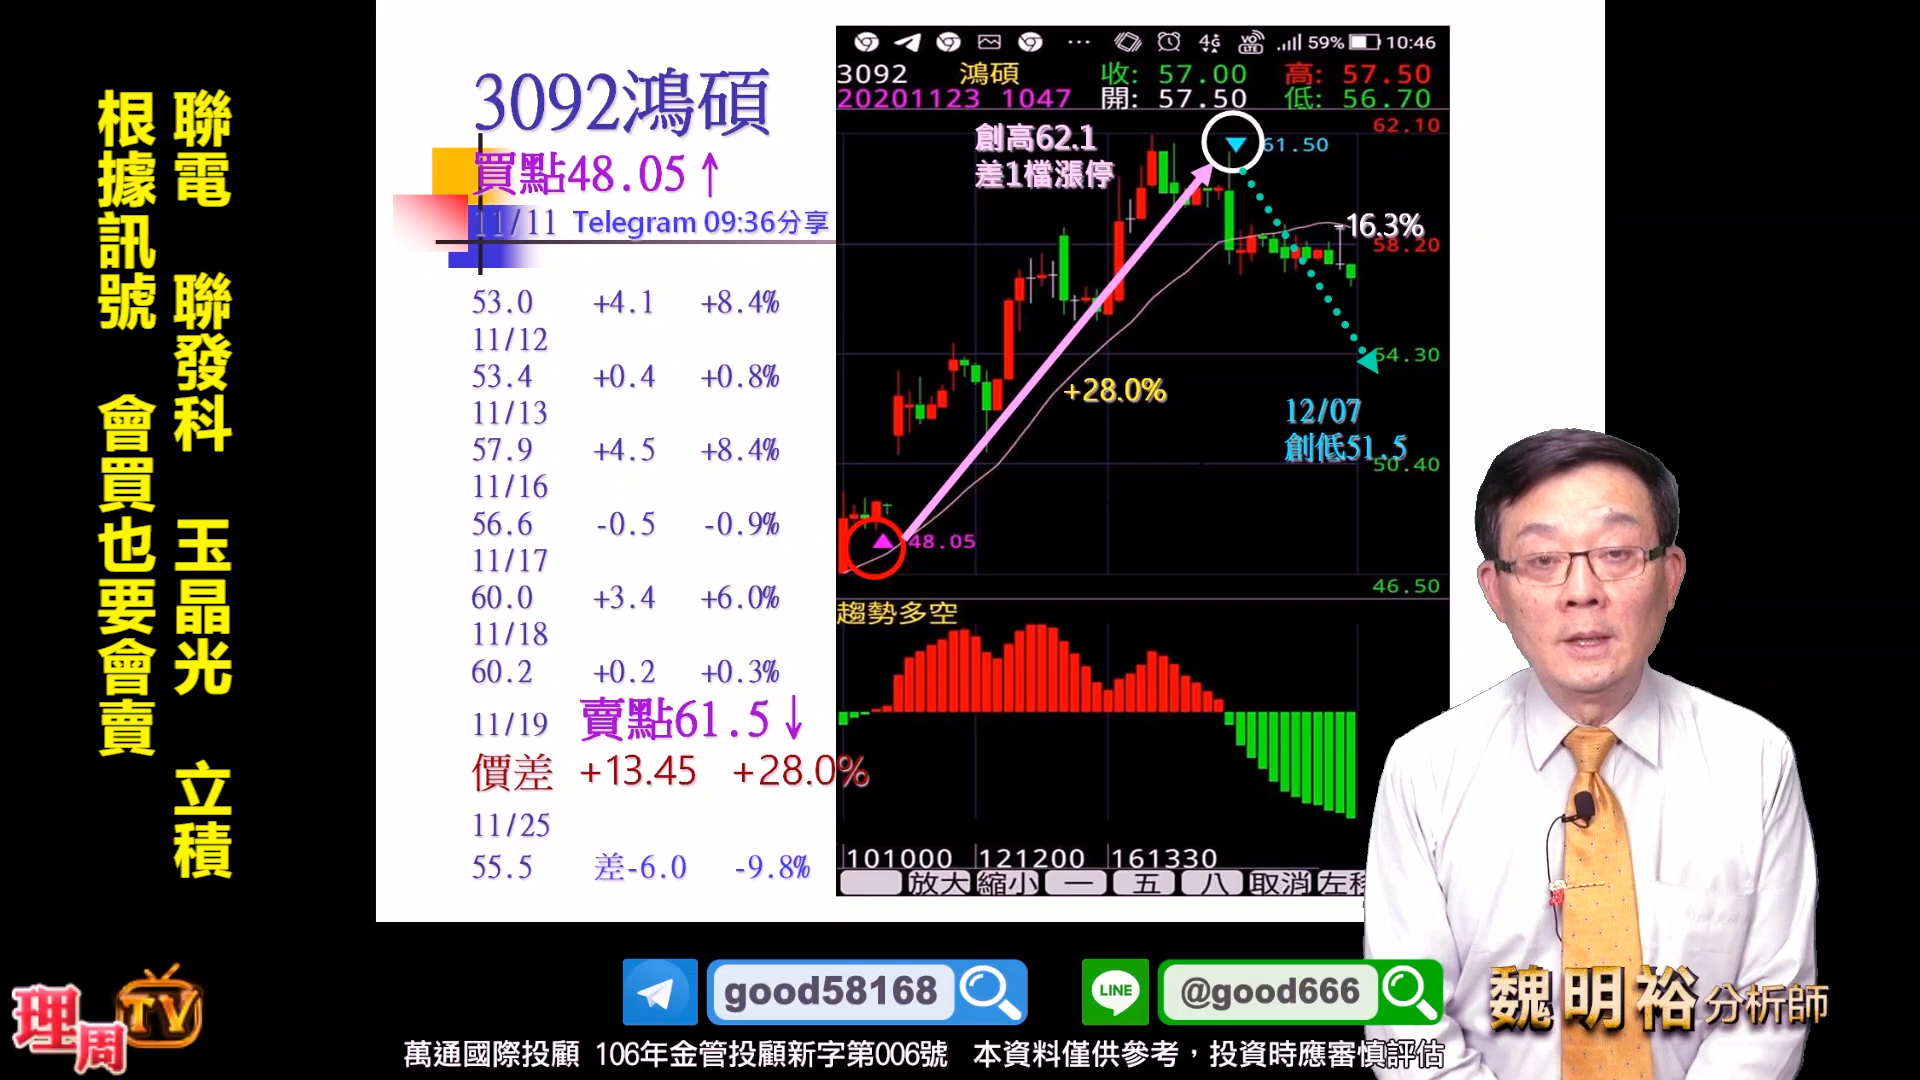 聯電 聯發科 玉晶光 立積
根據訊號 會買也要會賣
3092鴻碩
買點48.05↑
11/11 Telegram 09:36分享
53.0 +4.1 +8.4%
11/12
53.4 +0.4 +0.8%
11/13
57.9 +4.5 +8.4%
11/16
56.6 -0.5 -0.9%
11/17
60.0 +3.4 +6.0%
11/18
60.2 +0.2 +0.3%
11/19 賣點61.5↓
價差 +13.45 +28.0%
11/25
55.5 差-6.0 -9.8%
4G VO LTE 59% 10:46
3092 鴻碩 收: 57.00 高: 57.50
20201123 1047 開: 57.50 低: 56.70
62.10
創高62.1
差1檔漲停
61.50
-16.3%
58.20
54.30
+28.0%
12/07
創低51.5
50.40
48.05
46.50
趨勢多空
101000 121200 161330
放大 縮小 一 五 八 取消 左移
理周TV
good58168
LINE @good666
魏明裕 分析師
萬通國際投顧 106年金管投顧新字第006號 本資料僅供參考，投資時應審慎評估